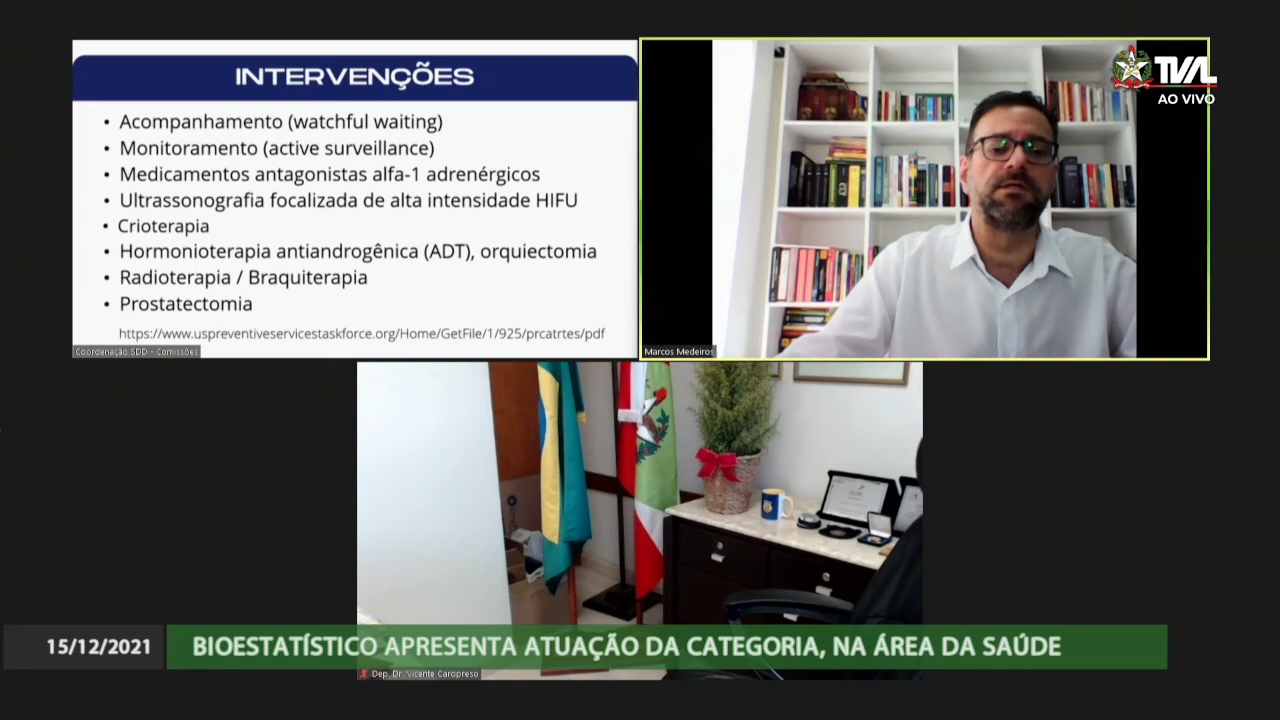 INTERVENÇÕES
• Acompanhamento (watchful waiting)
• Monitoramento (active surveillance)
• Medicamentos antagonistas alfa-1 adrenérgicos
• Ultrassonografia focalizada de alta intensidade HIFU
• Crioterapia
• Hormonioterapia antiandrogênica (ADT), orquiectomia
• Radioterapia / Braquiterapia
• Prostatectomia
https://www.uspreventiveservicestaskforce.org/Home/GetFile/1/925/prcatrtes/pdf
Coordenação SDD - Comissões
TVAL
AO VIVO
Marcos Medeiros
15/12/2021
BIOESTATÍSTICO APRESENTA ATUAÇÃO DA CATEGORIA, NA ÁREA DA SAÚDE
Dep. Dr. Vicente Caropreso